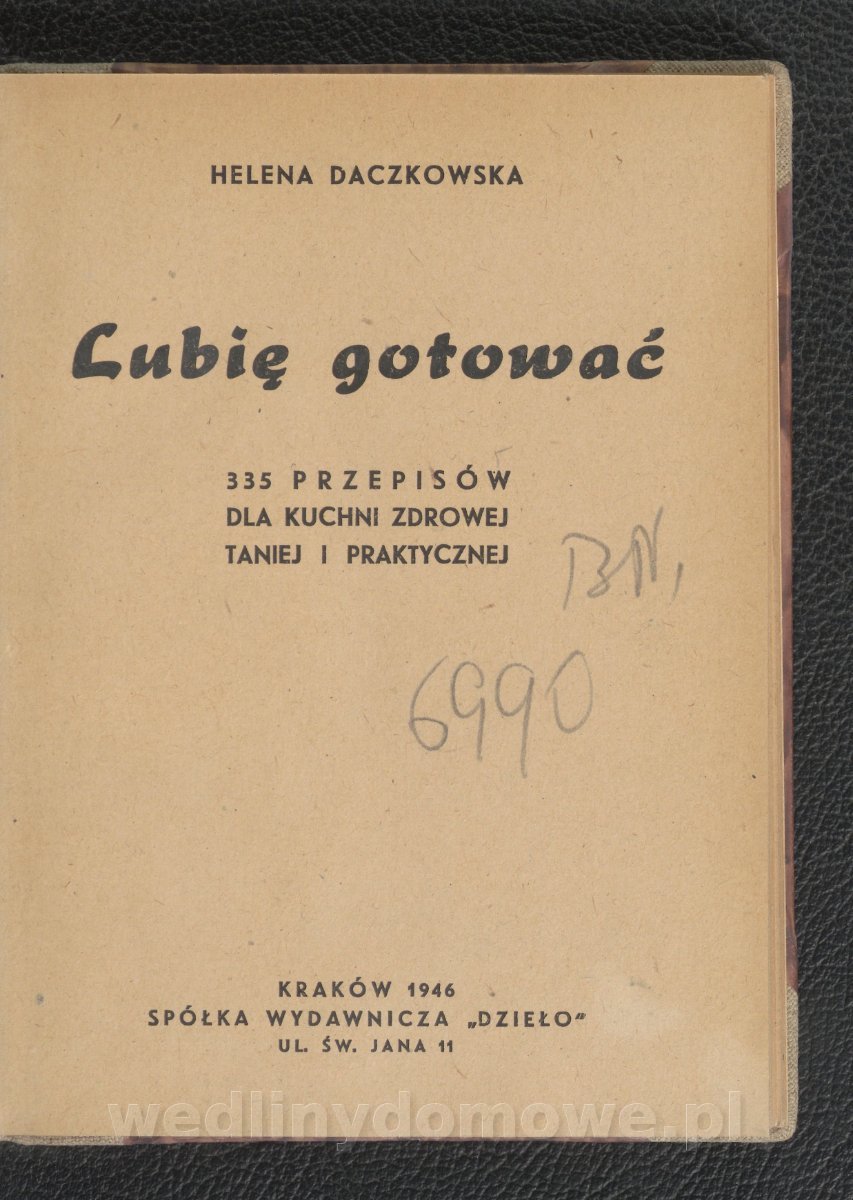 HELENA DACZKOWSKA
Lubię gotować
335 PRZEPISÓW
DLA KUCHNI ZDROWEJ
TANIEJ I PRAKTYCZNEJ
BN,
6990
KRAKÓW 1946
SPÓŁKA WYDAWNICZA „DZIEŁO"
UL. ŚW. JANA 11
wedlinydomowe.pl